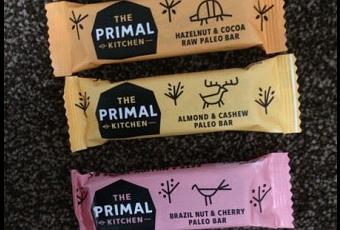 THE
PRIMAL
KITCHEN
HAZELNUT & COCOA
RAW PALEO BAR
THE
PRIMAL
KITCHEN
ALMOND & CASHEW
PALEO BAR
THE
PRIMAL
KITCHEN
BRAZIL NUT & CHERRY
PALEO BAR